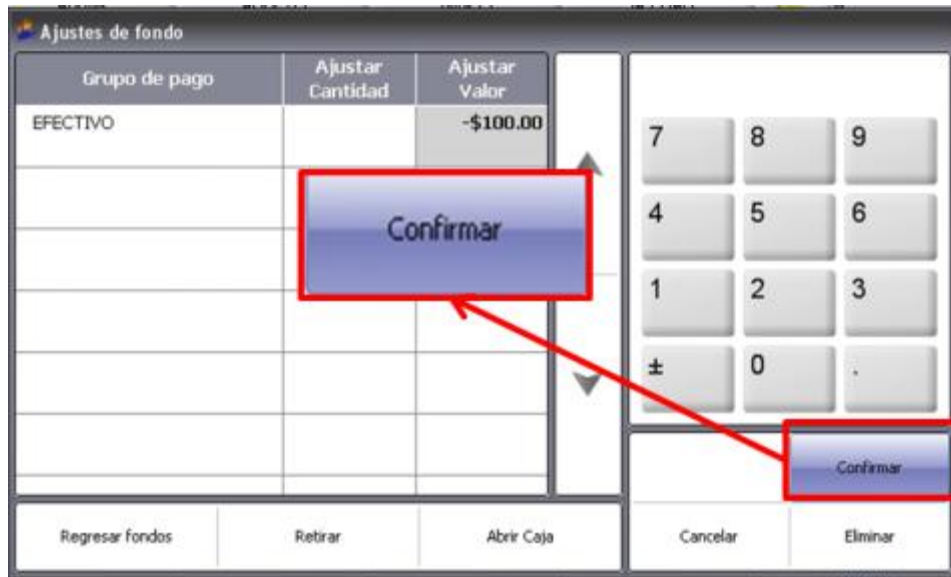 Ajustes de fondo
Grupo de pago
Ajustar
Cantidad
Ajustar
Valor
EFECTIVO
-$100.00
Confirmar
7 8 9
4 5 6
1 2 3
± 0 .
Confirmar
Regresar fondos
Retirar
Abrir Caja
Cancelar
Eliminar